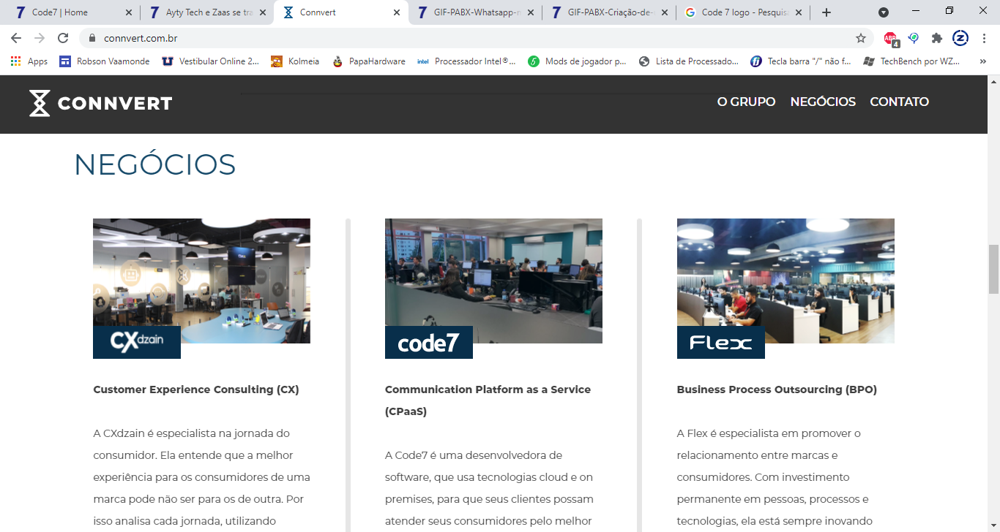 Code7 | Home
Ayty Tech e Zaas se tra
Connvert
GIF-PABX-Whatsapp-n
GIF-PABX-Criação-de-
Code 7 logo - Pesquis
connvert.com.br
ABP
4
Apps
Robson Vaamonde
Vestibular Online 2...
Kolmeia
PapaHardware
intel
Processador Intel®...
Mods de jogador p...
Lista de Processado...
Tecla barra "/" não f...
TechBench por WZ...
»
CONNVERT
O GRUPO
NEGÓCIOS
CONTATO
NEGÓCIOS
CXdzain
code7
Flex
Customer Experience Consulting (CX)
A CXdzain é especialista na jornada do
consumidor. Ela entende que a melhor
experiência para os consumidores de uma
marca pode não ser para os de outra. Por
isso analisa cada jornada, utilizando
Communication Platform as a Service
(CPaaS)
A Code7 é uma desenvolvedora de
software, que usa tecnologias cloud e on
premises, para que seus clientes possam
atender seus consumidores pelo melhor
Business Process Outsourcing (BPO)
A Flex é especialista em promover o
relacionamento entre marcas e
consumidores. Com investimento
permanente em pessoas, processos e
tecnologias, ela está sempre inovando